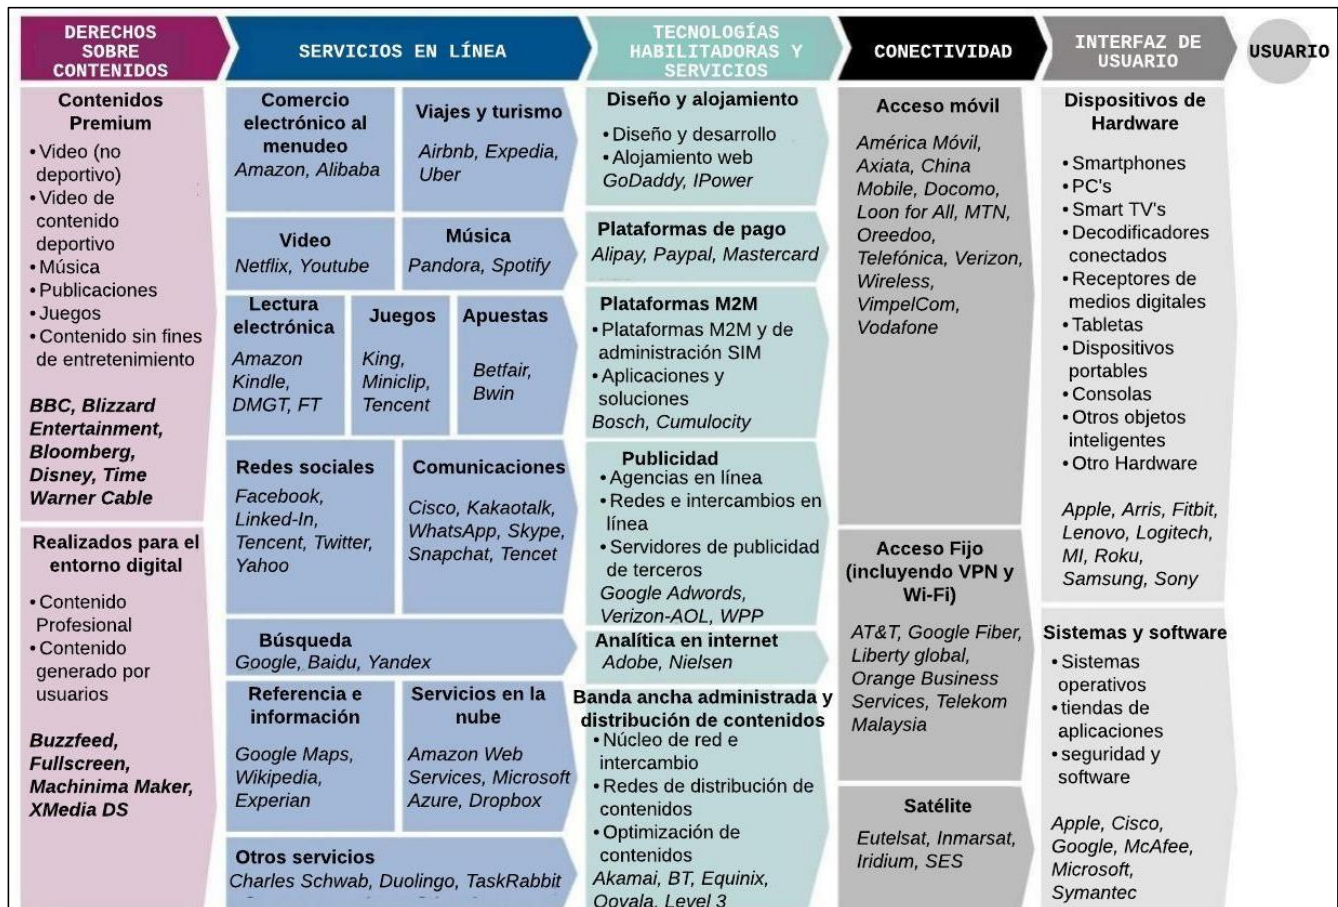 DERECHOS
SOBRE
CONTENIDOS
SERVICIOS EN LÍNEA
TECNOLOGÍAS
HABILITADORAS Y
SERVICIOS
CONECTIVIDAD
INTERFAZ DE
USUARIO
USUARIO
Contenidos
Premium
• Video (no
deportivo)
• Video de
contenido
deportivo
• Música
• Publicaciones
• Juegos
• Contenido sin fines
de entretenimiento
BBC, Blizzard
Entertainment,
Bloomberg,
Disney, Time
Warner Cable
Realizados para el
entorno digital
• Contenido
Profesional
• Contenido
generado por
usuarios
Buzzfeed,
Fullscreen,
Machinima Maker,
XMedia DS
Comercio
electrónico al
menudeo
Amazon, Alibaba
Viajes y turismo
Airbnb, Expedia,
Uber
Video
Netflix, Youtube
Música
Pandora, Spotify
Lectura
electrónica
Amazon
Kindle,
DMGT, FT
Juegos
King,
Miniclip,
Tencent
Apuestas
Betfair,
Bwin
Redes sociales
Facebook,
Linked-In,
Tencent, Twitter,
Yahoo
Comunicaciones
Cisco, Kakaotalk,
WhatsApp, Skype,
Snapchat, Tencet
Búsqueda
Google, Baidu, Yandex
Referencia e
información
Google Maps,
Wikipedia,
Experian
Servicios en la
nube
Amazon Web
Services, Microsoft
Azure, Dropbox
Otros servicios
Charles Schwab, Duolingo, TaskRabbit
Diseño y alojamiento
• Diseño y desarrollo
• Alojamiento web
GoDaddy, IPower
Plataformas de pago
Alipay, Paypal, Mastercard
Plataformas M2M
• Plataformas M2M y de
administración SIM
• Aplicaciones y
soluciones
Bosch, Cumulocity
Publicidad
• Agencias en línea
• Redes e intercambios en
línea
• Servidores de publicidad
de terceros
Google Adwords,
Verizon-AOL, WPP
Analítica en internet
Adobe, Nielsen
Banda ancha administrada y
distribución de contenidos
• Núcleo de red e
intercambio
• Redes de distribución de
contenidos
• Optimización de
contenidos
Akamai, BT, Equinix,
Ooyala, Level 3
Acceso móvil
América Móvil,
Axiata, China
Mobile, Docomo,
Loon for All, MTN,
Oreedoo,
Telefónica, Verizon,
Wireless,
VimpelCom,
Vodafone
Acceso Fijo
(incluyendo VPN y
Wi-Fi)
AT&T, Google Fiber,
Liberty global,
Orange Business
Services, Telekom
Malaysia
Satélite
Eutelsat, Inmarsat,
Iridium, SES
Dispositivos de
Hardware
• Smartphones
• PC's
• Smart TV's
• Decodificadores
conectados
• Receptores de
medios digitales
• Tabletas
• Dispositivos
portables
• Consolas
• Otros objetos
inteligentes
• Otro Hardware
Apple, Arris, Fitbit,
Lenovo, Logitech,
MI, Roku,
Samsung, Sony
Sistemas y software
• Sistemas
operativos
• tiendas de
aplicaciones
• seguridad y
software
Apple, Cisco,
Google, McAfee,
Microsoft,
Symantec